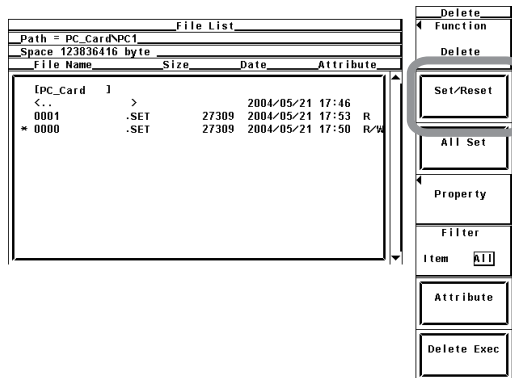 File List
Path = PC_Card\PC1
Space 123836416 byte
File Name Size Date Attribute
[PC_Card ]
<.. > 2004/05/21 17:46
0001 .SET 27309 2004/05/21 17:53 R
* 0000 .SET 27309 2004/05/21 17:50 R/W
Delete
Function
Delete
Set/Reset
All Set
Property
Filter
Item All
Attribute
Delete Exec